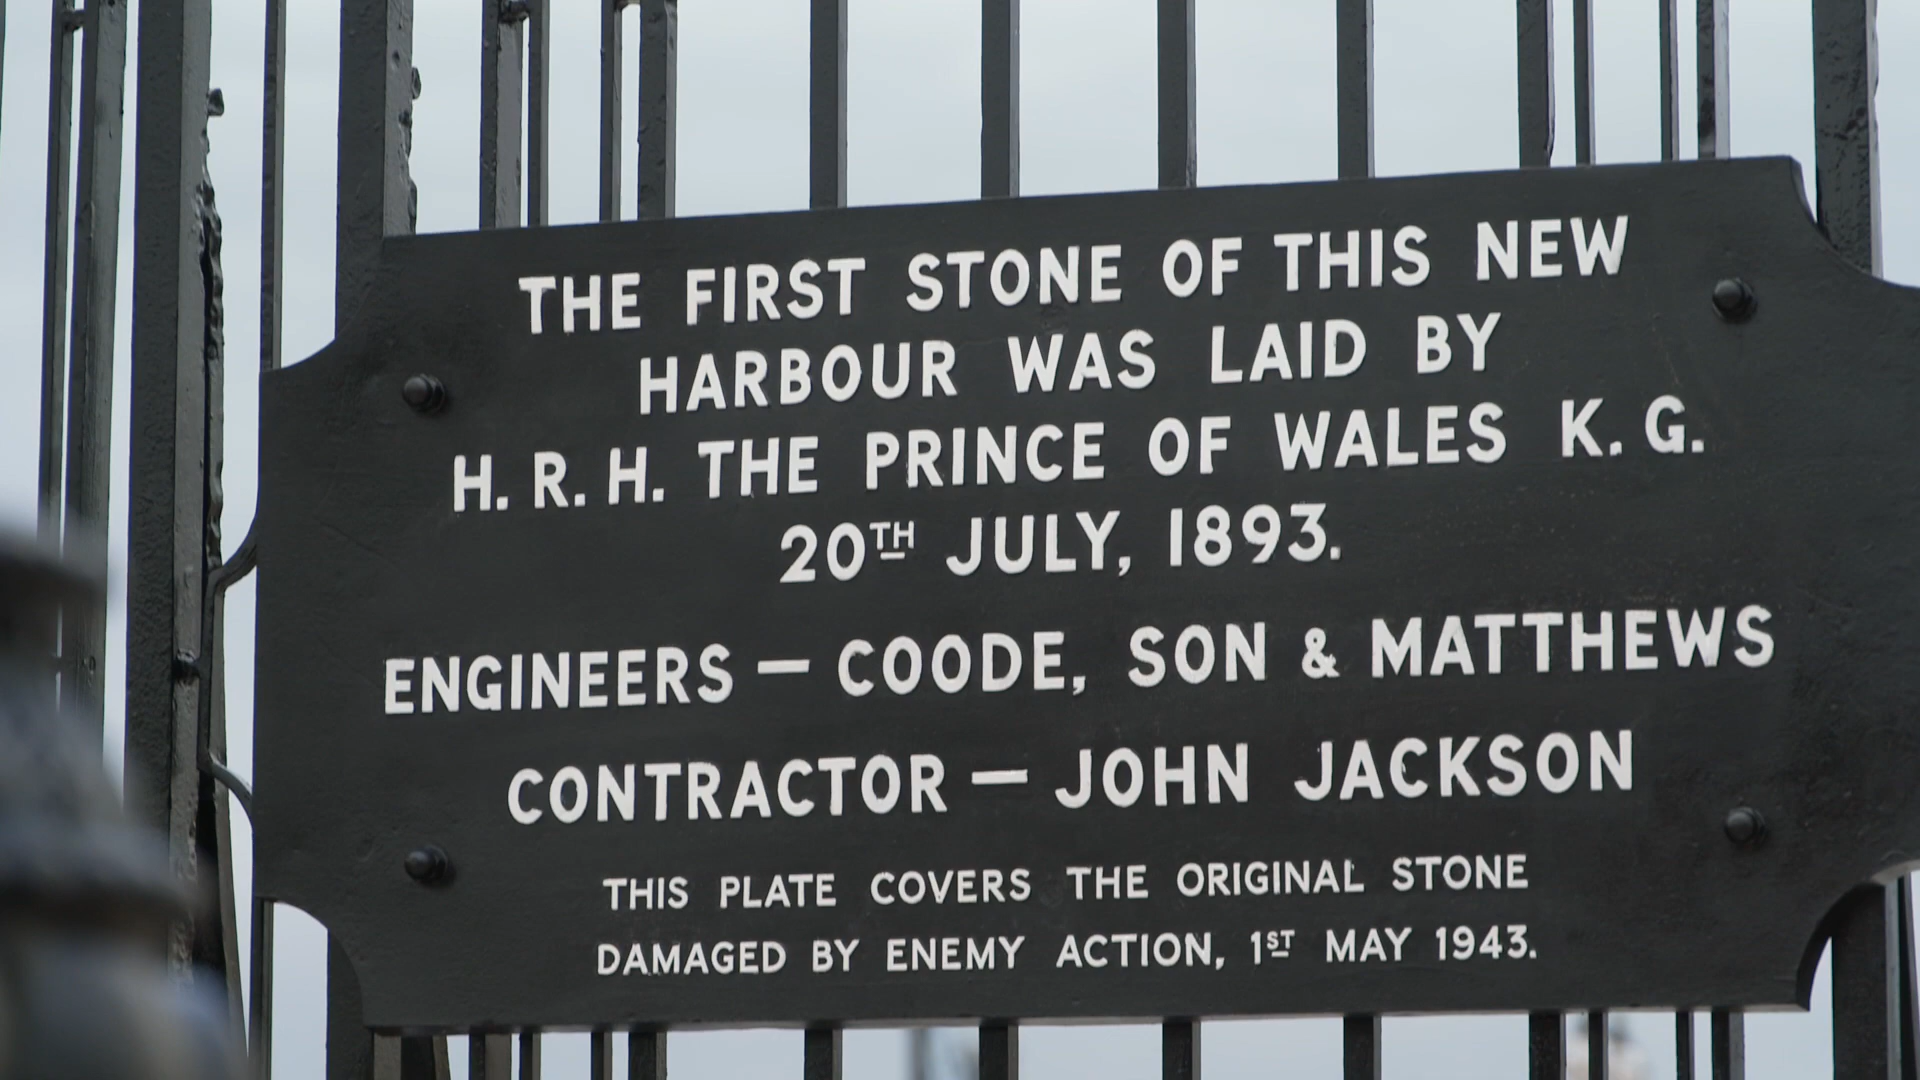 THE FIRST STONE OF THIS NEW
HARBOUR WAS LAID BY
H. R. H. THE PRINCE OF WALES K. G.
20TH JULY, 1893.
ENGINEERS — COODE, SON & MATTHEWS
CONTRACTOR — JOHN JACKSON
THIS PLATE COVERS THE ORIGINAL STONE
DAMAGED BY ENEMY ACTION, 1ST MAY 1943.